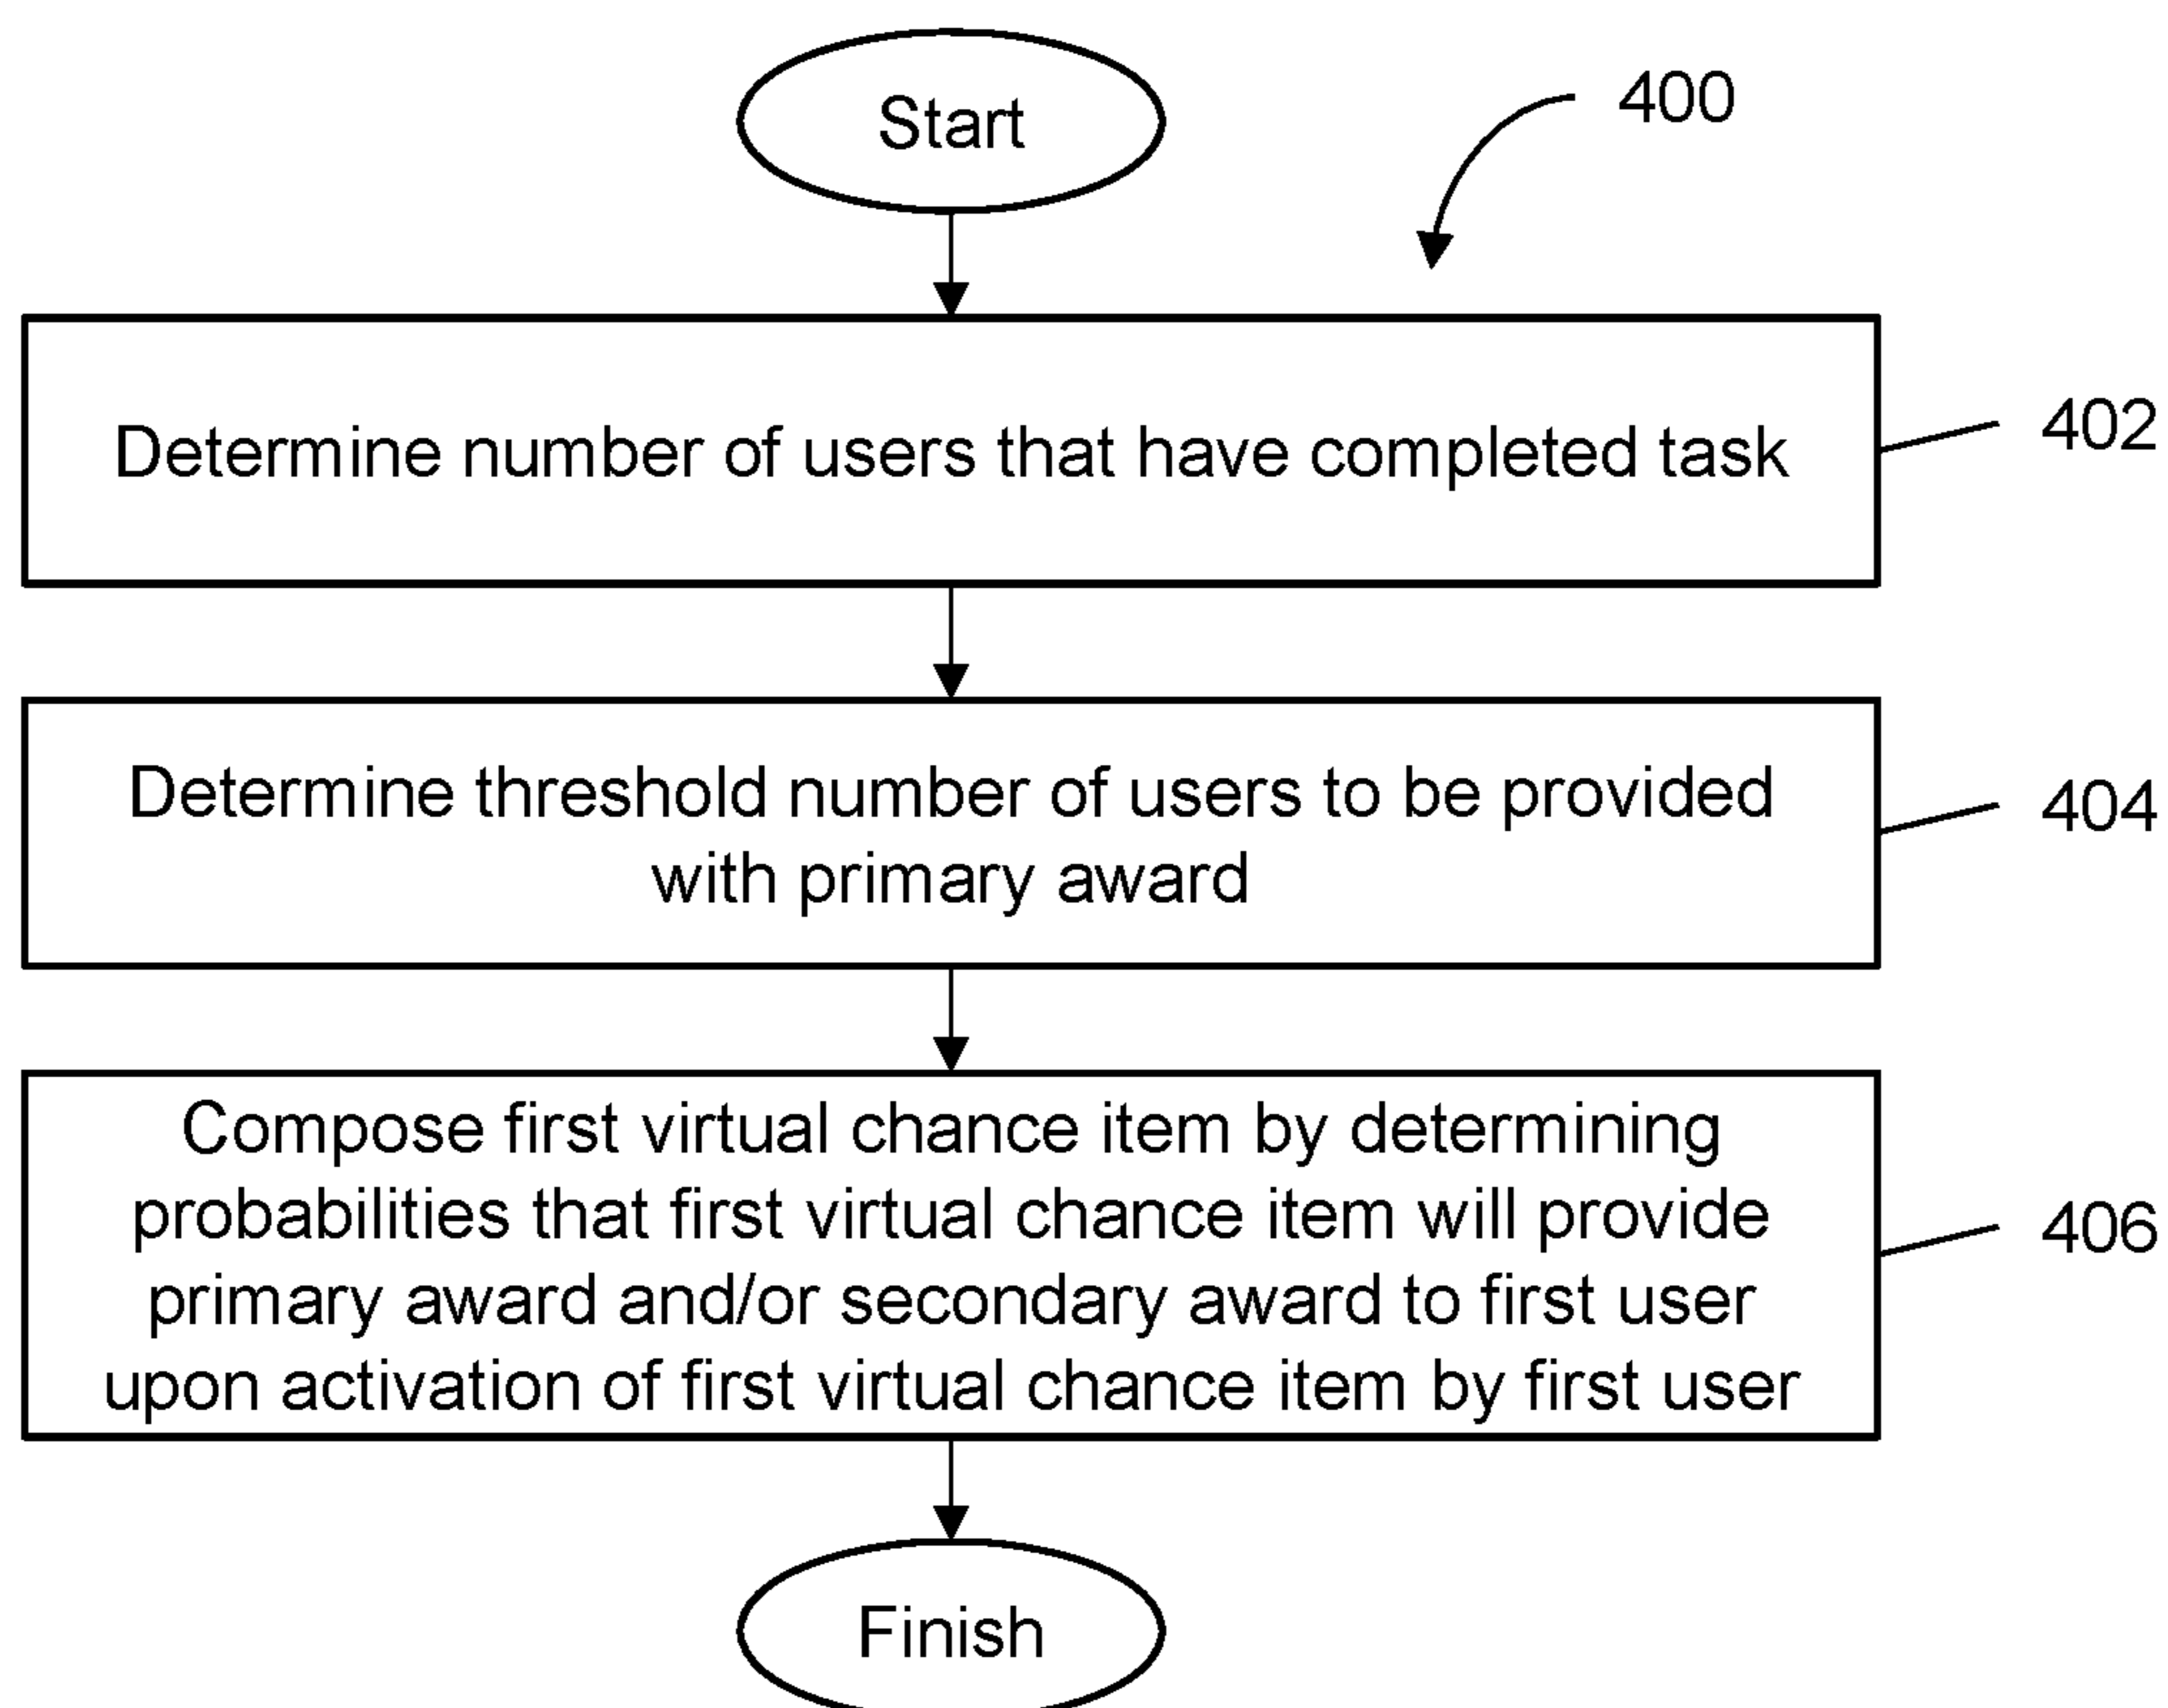 Start
400
Determine number of users that have completed task
402
Determine threshold number of users to be provided
with primary award
404
Compose first virtual chance item by determining
probabilities that first virtual chance item will provide
primary award and/or secondary award to first user
upon activation of first virtual chance item by first user
406
Finish